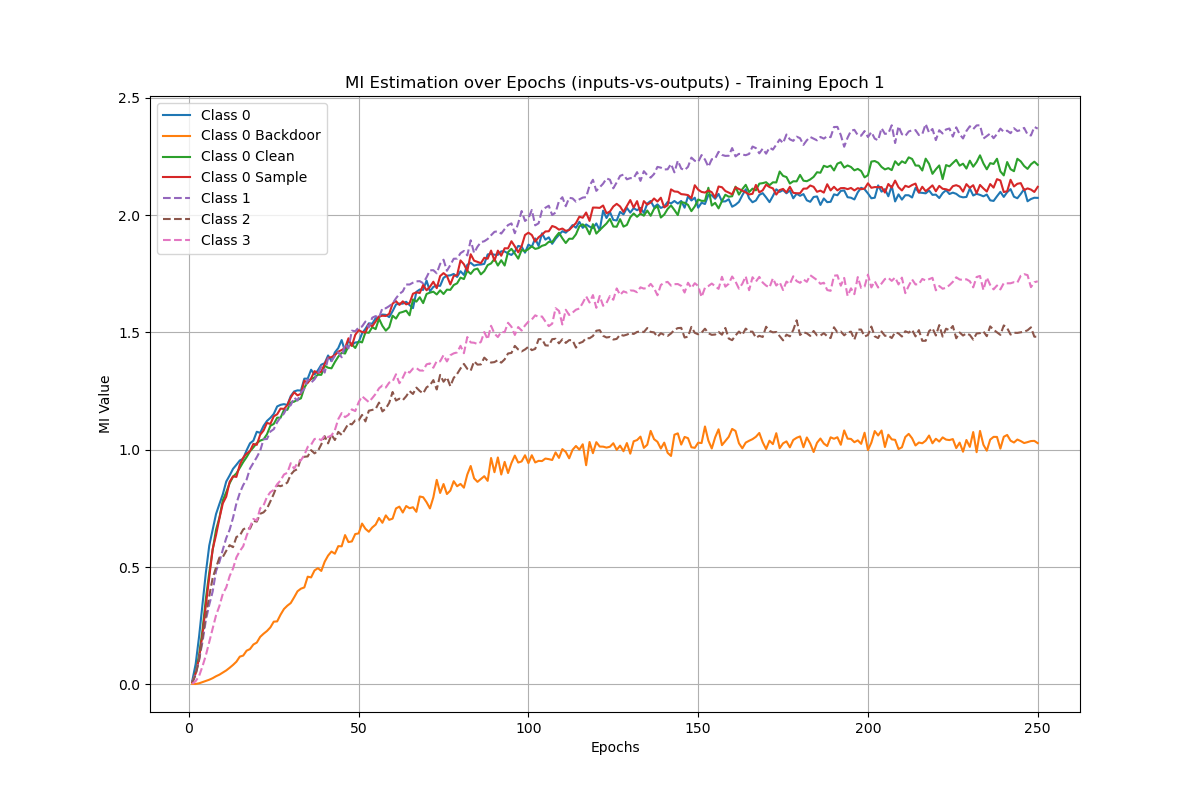 MI Estimation over Epochs (inputs-vs-outputs) - Training Epoch 1
Class 0
Class 0 Backdoor
Class 0 Clean
Class 0 Sample
Class 1
Class 2
Class 3
MI Value
2.5
2.0
1.5
1.0
0.5
0.0
0 50 100 150 200 250
Epochs